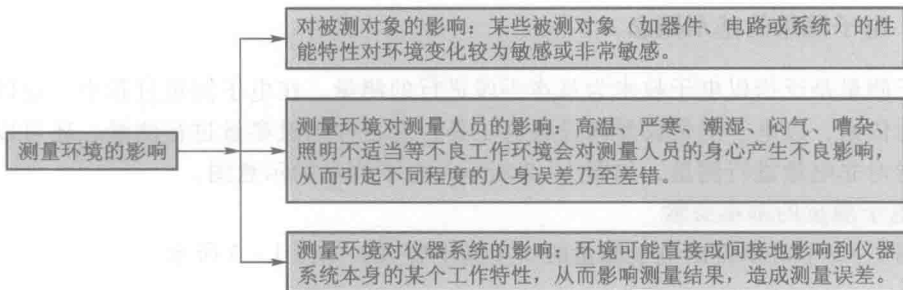 对被测对象的影响：某些被测对象（如器件、电路或系统）的性
能特性对环境变化较为敏感或非常敏感。
测量环境的影响
测量环境对测量人员的影响：高温、严寒、潮湿、闷气、嘈杂、
照明不适当等不良工作环境会对测量人员的身心产生不良影响，
从而引起不同程度的人身误差乃至差错。
测量环境对仪器系统的影响：环境可能直接或间接地影响到仪器
系统本身的某个工作特性，从而影响测量结果，造成测量误差。